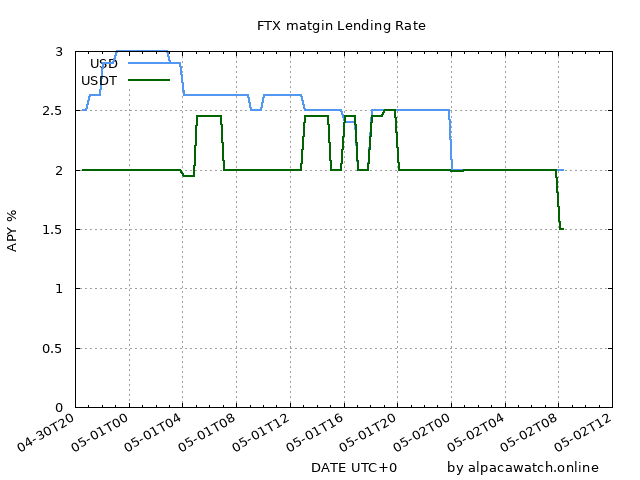 FTX matgin Lending Rate
3
USD
USDT
2.5
2
1.5
1
0.5
0
APY %
04-30T20
05-01T00
05-01T04
05-01T08
05-01T12
05-01T16
05-01T20
05-02T00
05-02T04
05-02T08
05-02T12
DATE UTC+0
by alpacawatch.online